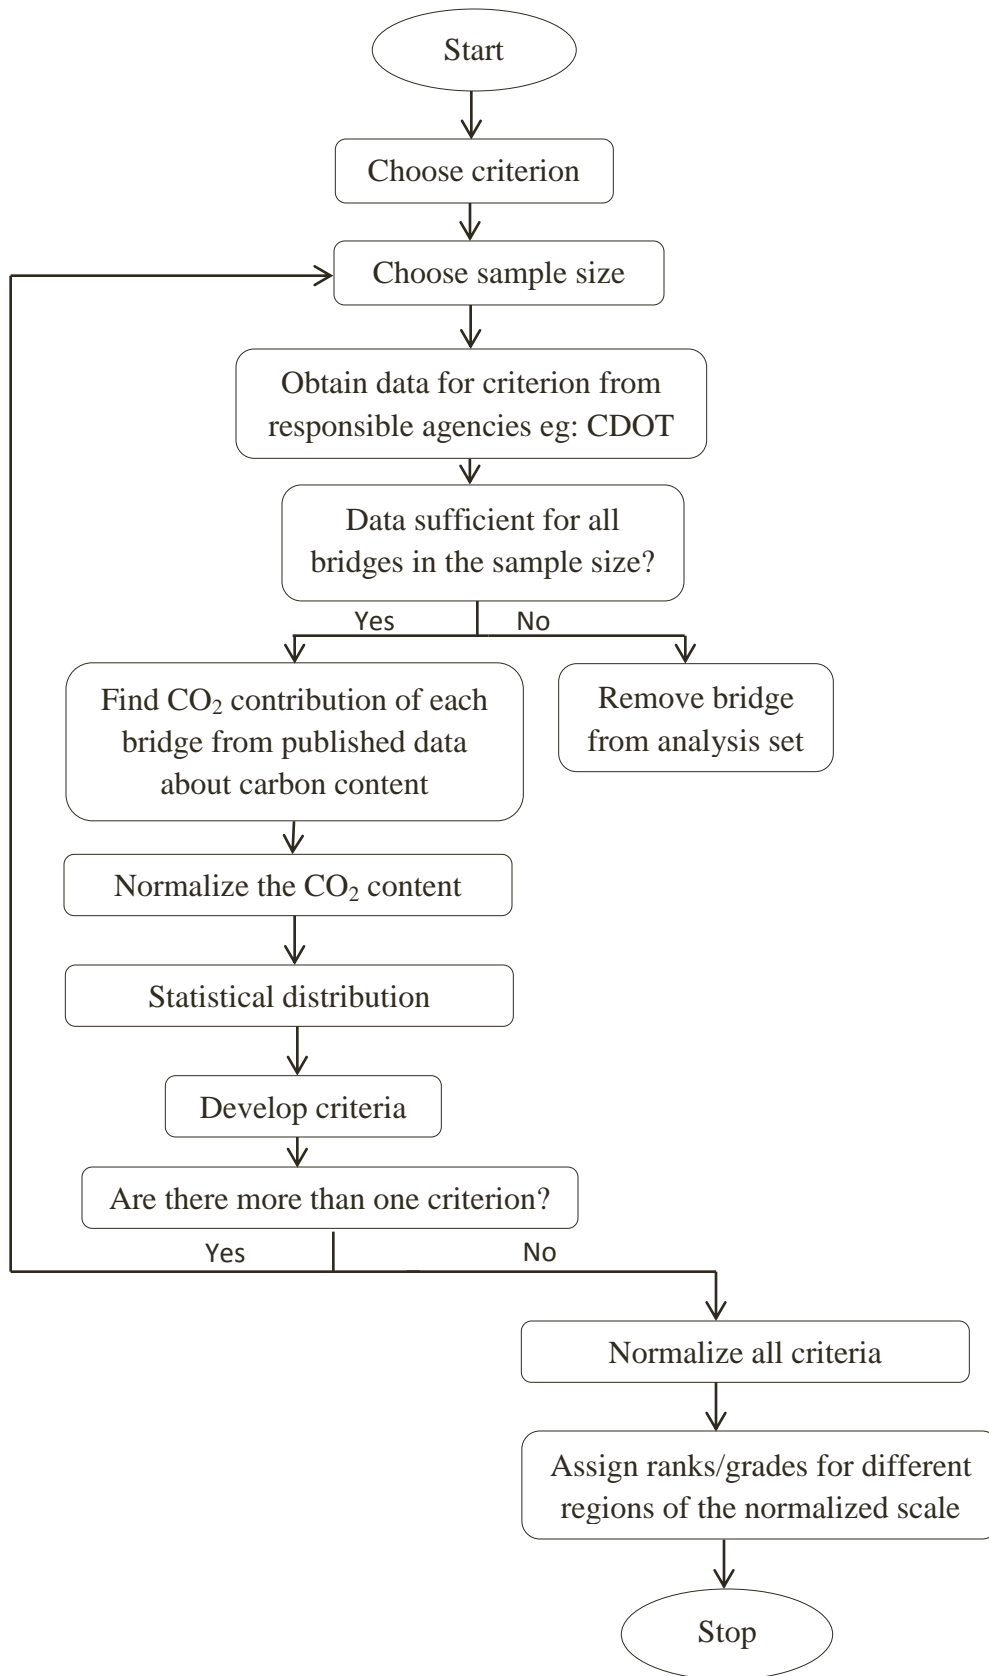 Start
Choose criterion
Choose sample size
Obtain data for criterion from
responsible agencies eg: CDOT
Data sufficient for all
bridges in the sample size?
Yes
No
Find CO₂ contribution of each
bridge from published data
about carbon content
Remove bridge
from analysis set
Normalize the CO₂ content
Statistical distribution
Develop criteria
Are there more than one criterion?
Yes
No
Normalize all criteria
Assign ranks/grades for different
regions of the normalized scale
Stop